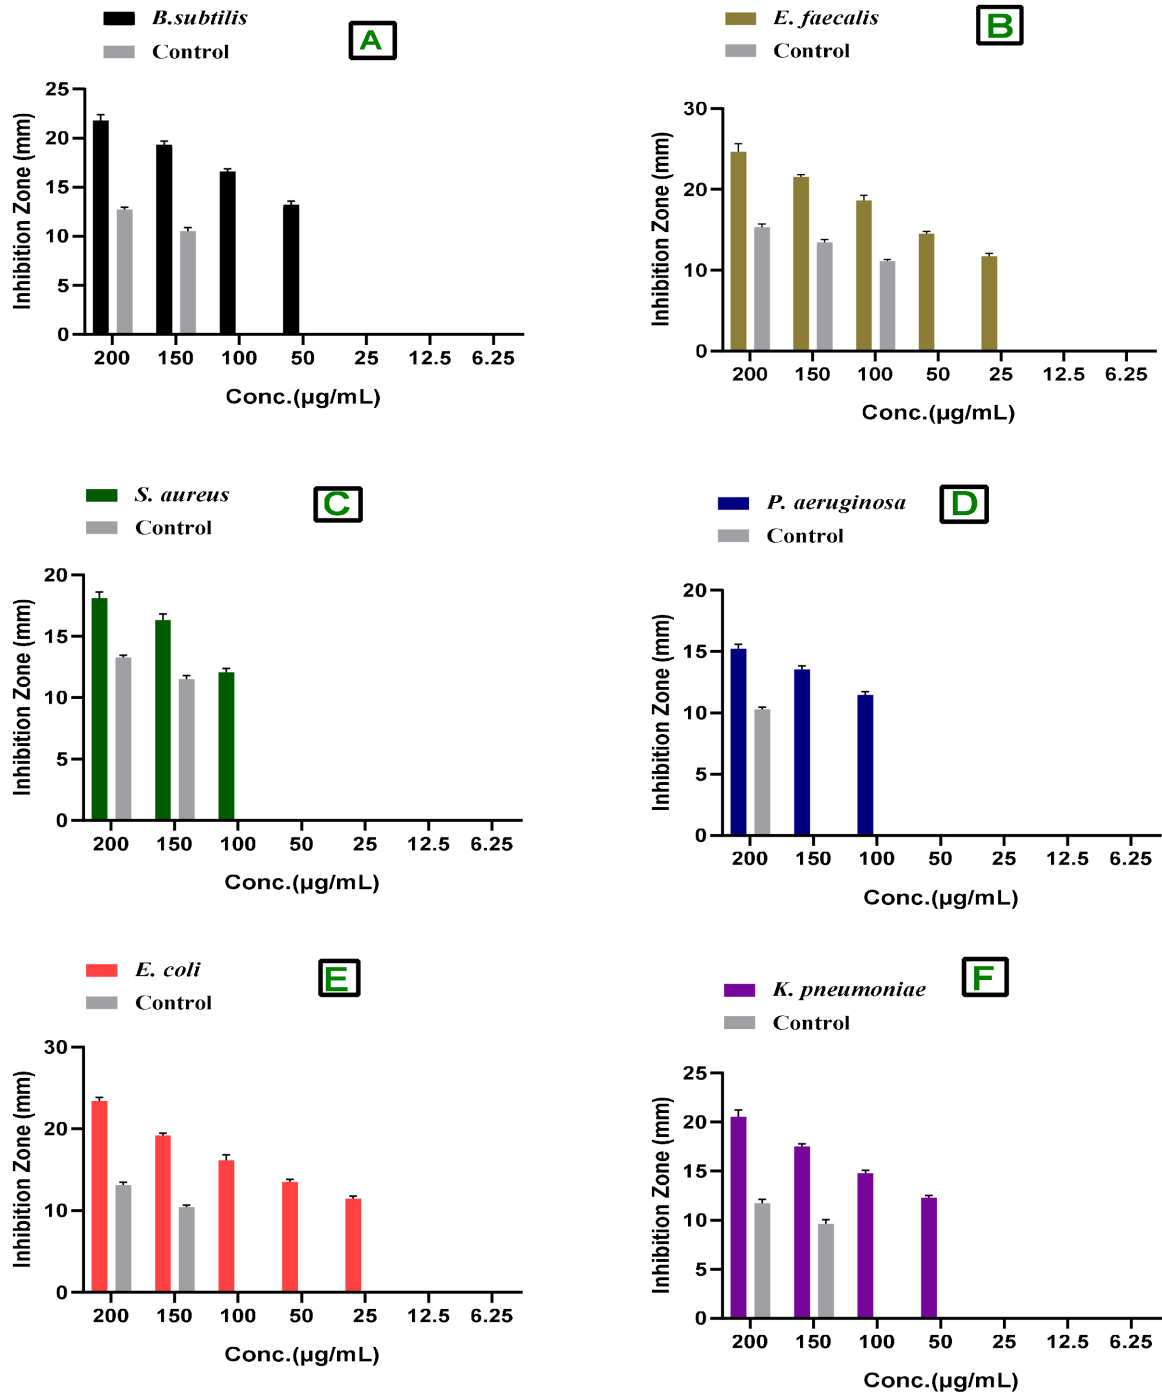 B.subtilis
Control
A
Inhibition Zone (mm)
25
20
15
10
5
0
200 150 100 50 25 12.5 6.25
Conc.(µg/mL)
E. faecalis
Control
B
Inhibition Zone (mm)
30
20
10
0
200 150 100 50 25 12.5 6.25
Conc.(µg/mL)
S. aureus
Control
C
Inhibition Zone (mm)
20
15
10
5
0
200 150 100 50 25 12.5 6.25
Conc.(µg/mL)
P. aeruginosa
Control
D
Inhibition Zone (mm)
20
15
10
5
0
200 150 100 50 25 12.5 6.25
Conc.(µg/mL)
E. coli
Control
E
Inhibition Zone (mm)
30
20
10
0
200 150 100 50 25 12.5 6.25
Conc.(µg/mL)
K. pneumoniae
Control
F
Inhibition Zone (mm)
25
20
15
10
5
0
200 150 100 50 25 12.5 6.25
Conc.(µg/mL)